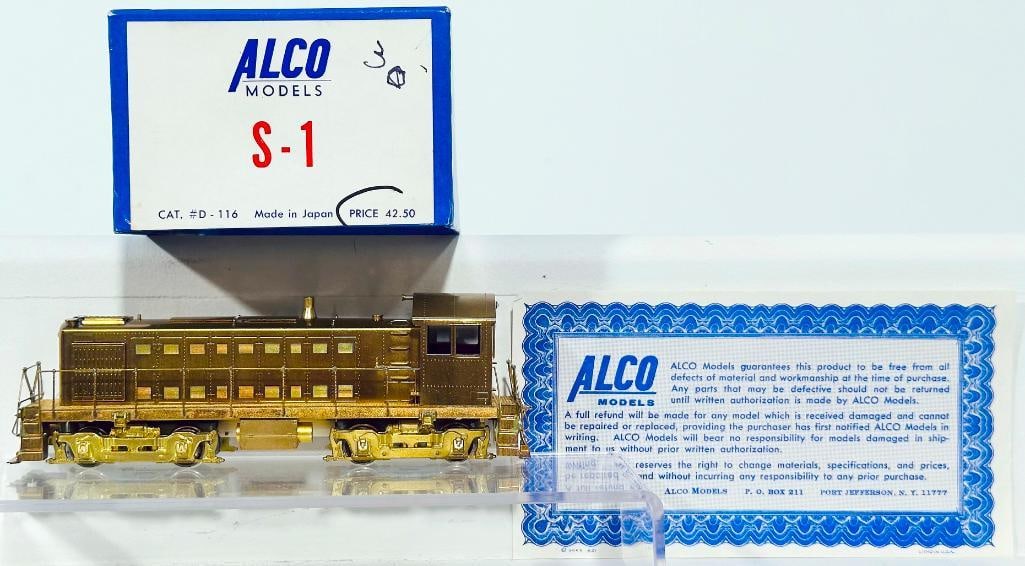 ALCO
MODELS
S-1
CAT. #D-116 Made in Japan PRICE 42.50
ALCO
MODELS
ALCO Models guarantees this product to be free from all
defects of material and workmanship at the time of purchase.
Any parts that may be defective should not be returned
until written authorization is made by ALCO Models.
A full refund will be made for any model which is received damaged and cannot
be repaired or replaced, providing the purchaser has first notified ALCO Models in
writing. ALCO Models will bear no responsibility for models damaged in ship-
ment to us without prior written authorization.
reserves the right to change materials, specifications, and prices,
and without incurring any responsibility to any prior purchase.
ALCO MODELS P. O. BOX 211 PORT JEFFERSON, N. Y. 11777